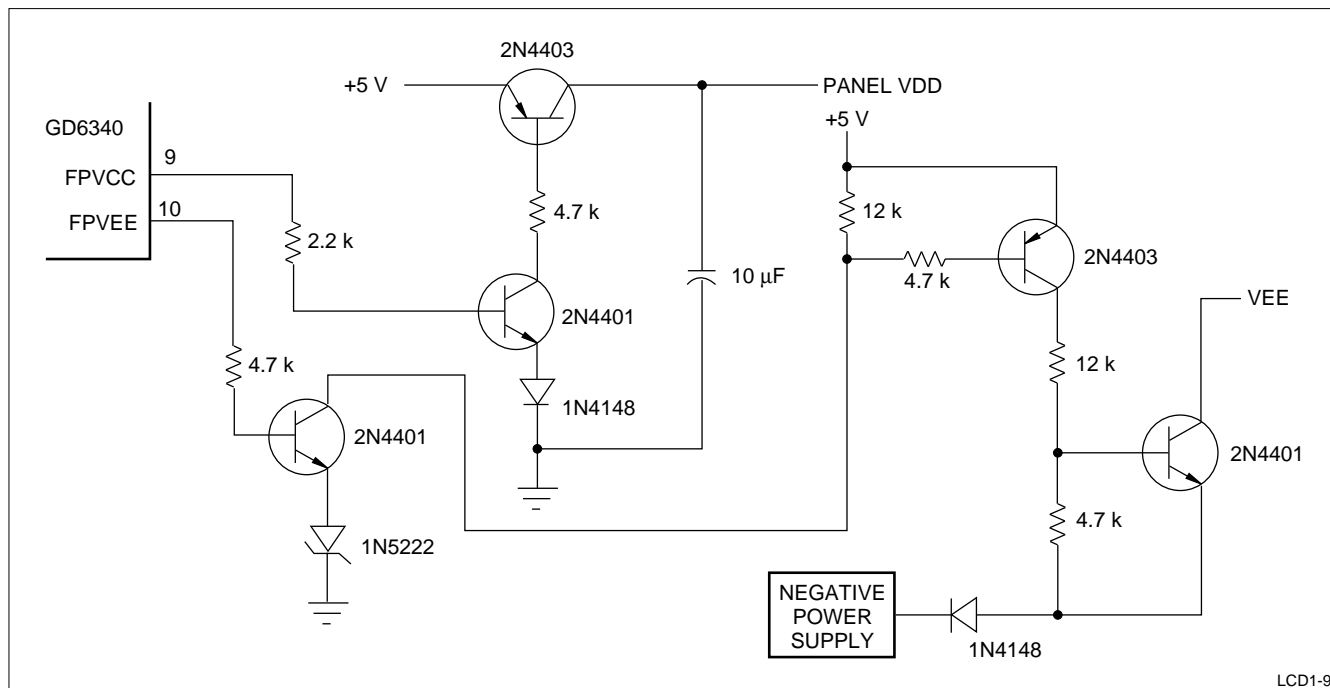 2N4403
+5 V
PANEL VDD
+5 V
GD6340
9
FPVCC
10
FPVEE
2.2 k
4.7 k
12 k
4.7 k
2N4403
10 µF
2N4401
VEE
4.7 k
12 k
1N4148
2N4401
2N4401
4.7 k
1N5222
NEGATIVE
POWER
SUPPLY
1N4148
LCD1-9